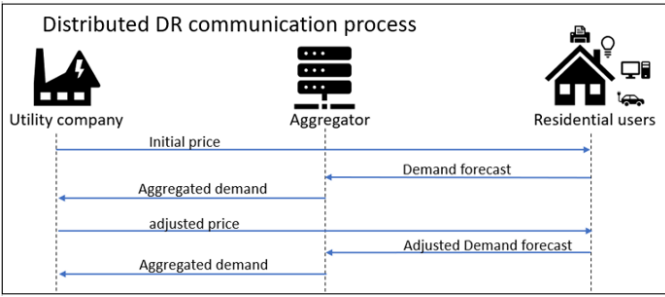 Distributed DR communication process
Utility company
Aggregator
Residential users
Initial price
Demand forecast
Aggregated demand
adjusted price
Adjusted Demand forecast
Aggregated demand